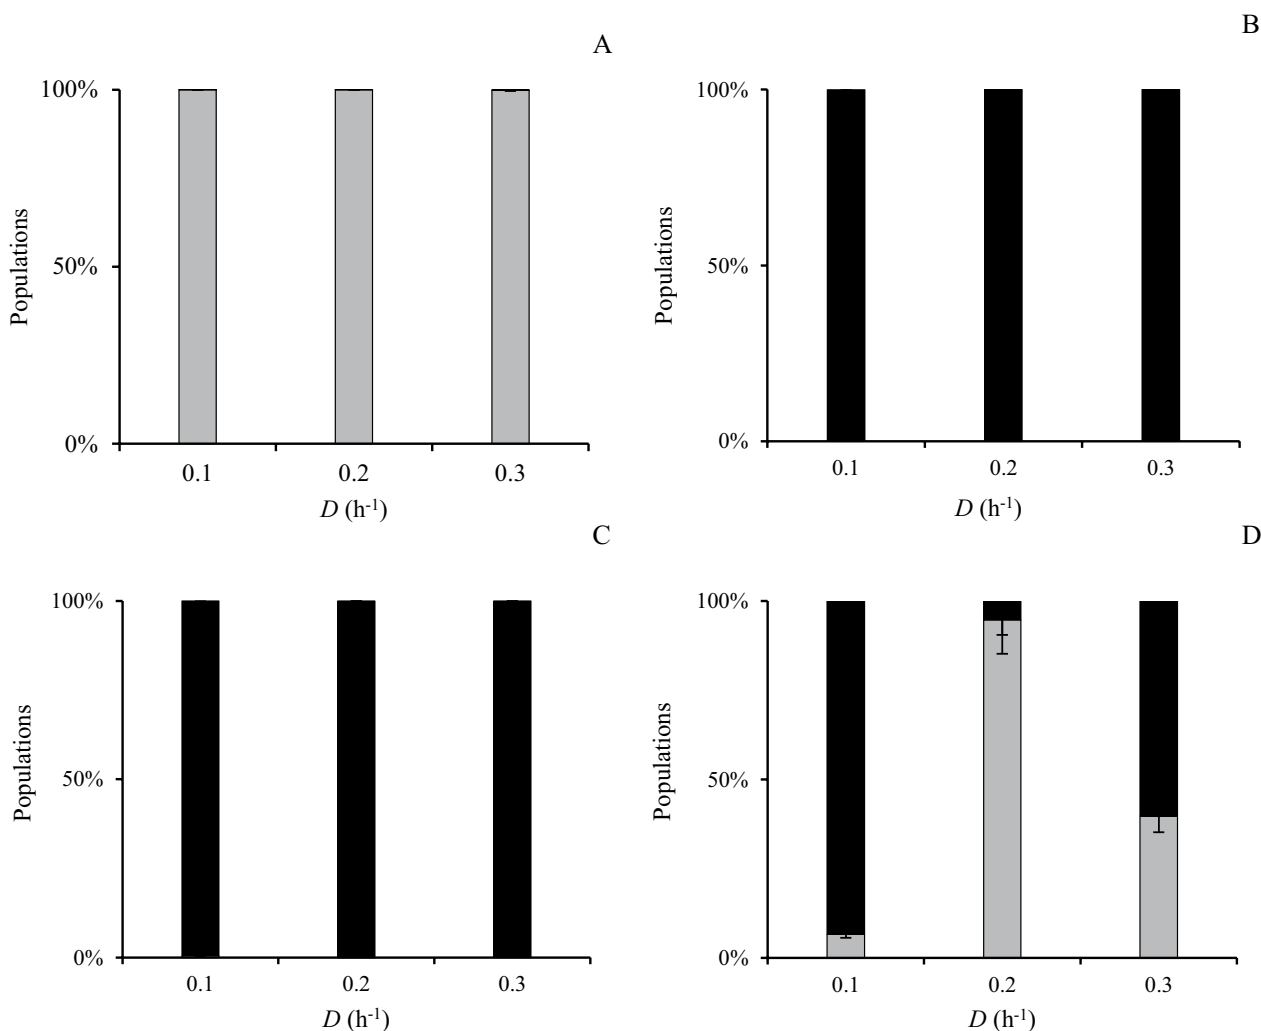 A
100%
50%
0%
Populations
0.1 0.2 0.3
D (h-1)
B
100%
50%
0%
Populations
0.1 0.2 0.3
D (h-1)
C
100%
50%
0%
Populations
0.1 0.2 0.3
D (h-1)
D
100%
50%
0%
Populations
0.1 0.2 0.3
D (h-1)